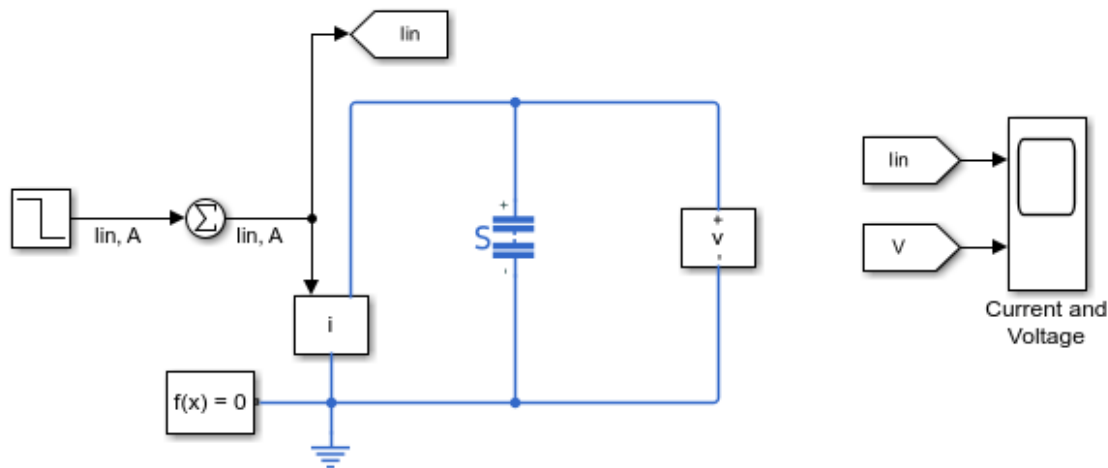 Iin
Iin, A
Σ
Iin, A
+
S
-
+
v
-
i
f(x) = 0
Iin
V
Current and
Voltage